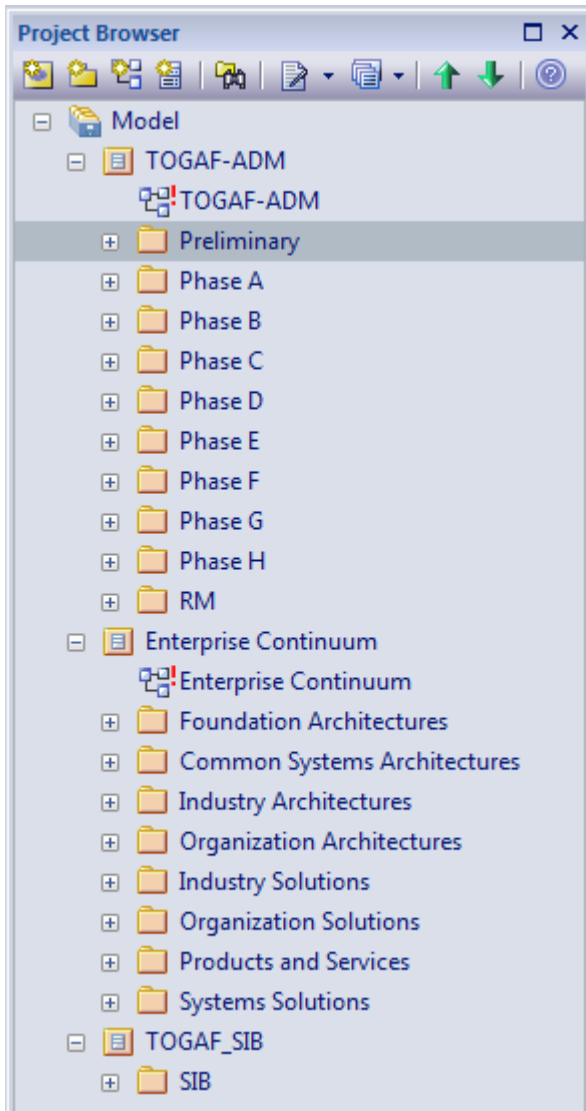 Project Browser
Model
TOGAF-ADM
TOGAF-ADM
Preliminary
Phase A
Phase B
Phase C
Phase D
Phase E
Phase F
Phase G
Phase H
RM
Enterprise Continuum
Enterprise Continuum
Foundation Architectures
Common Systems Architectures
Industry Architectures
Organization Architectures
Industry Solutions
Organization Solutions
Products and Services
Systems Solutions
TOGAF_SIB
SIB